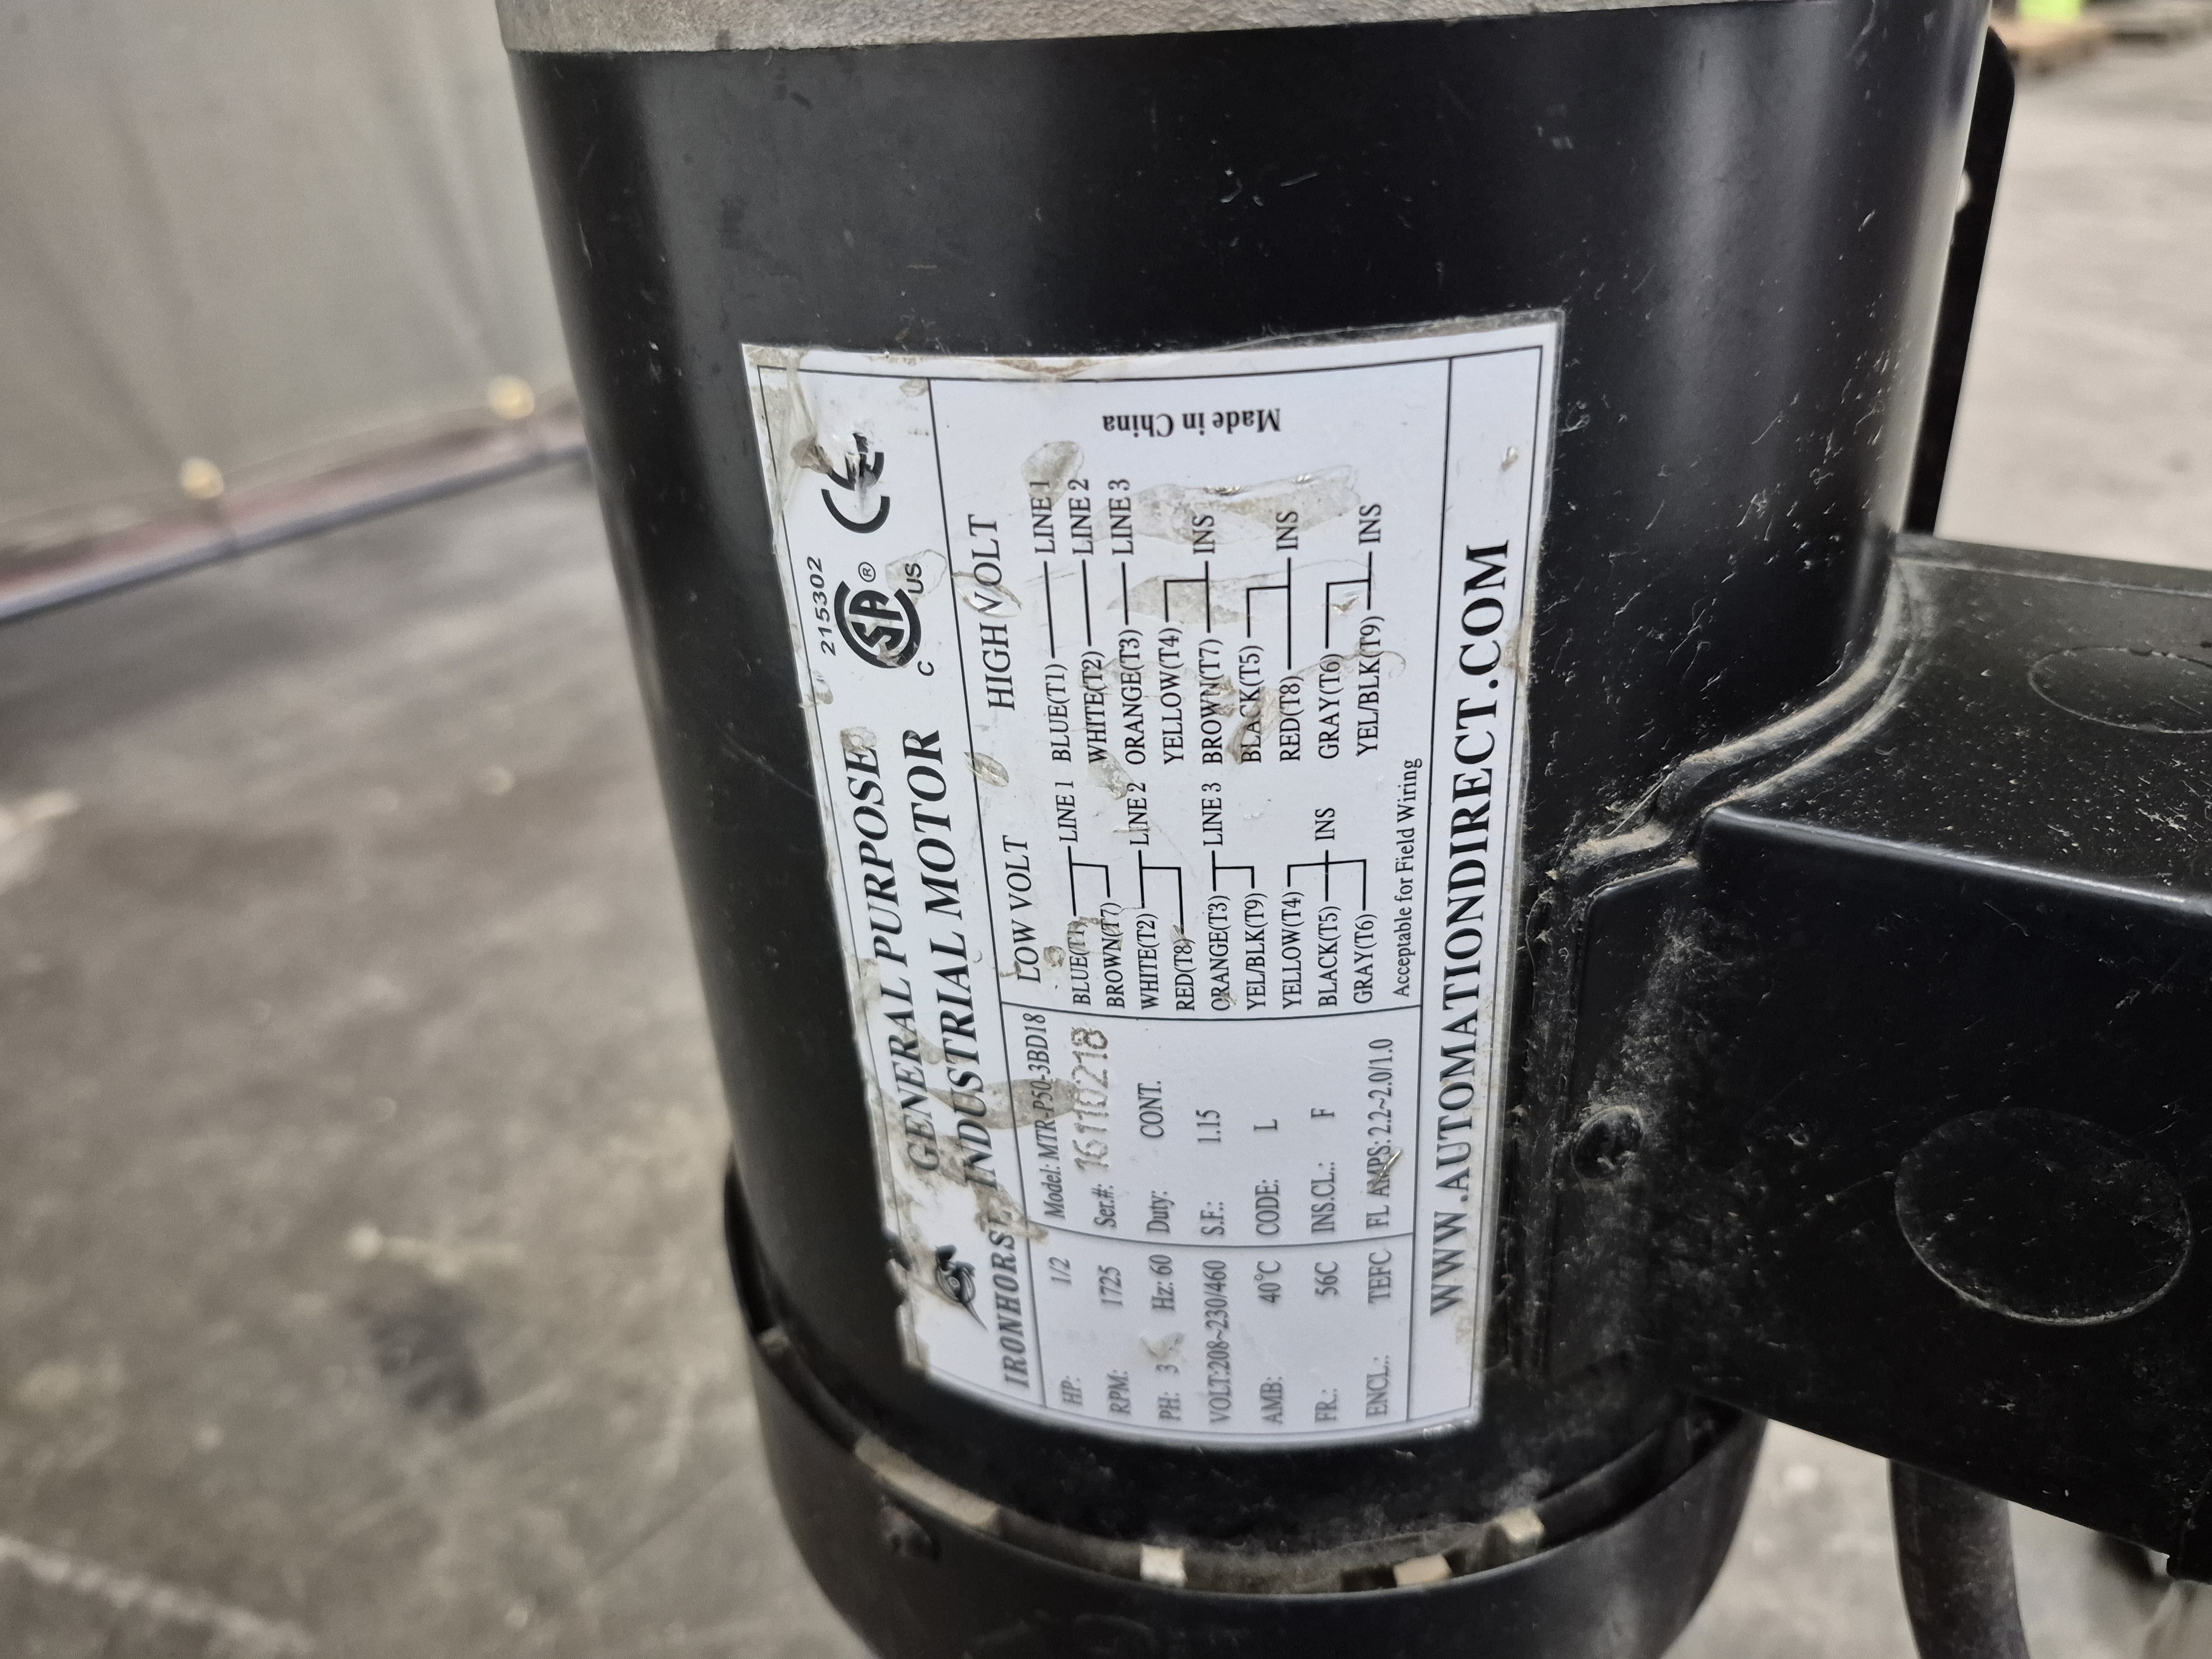 GENERAL PURPOSE
INDUSTRIAL MOTOR
IRONHORSE
215302
C SA ® US
CE
HP: 1/2
RPM: 1725
PH: 3 Hz: 60
VOLT:208~230/460
AMB: 40°C
FR.: 56C
ENCL.: TEFC
Model: MTR-P50-3BD18
Ser.#: 161102218
Duty: CONT.
S.F.: 1.15
CODE: L
INS.CL.: F
FL AMPS: 2.2~2.0/1.0
LOW VOLT
BLUE(T1) LINE 1
BROWN(T7)
WHITE(T2) LINE 2
RED(T8)
ORANGE(T3) LINE 3
YEL/BLK(T9)
YELLOW(T4)
BLACK(T5) INS
GRAY(T6)
HIGH VOLT
BLUE(T1) LINE 1
WHITE(T2) LINE 2
ORANGE(T3) LINE 3
YELLOW(T4)
BROWN(T7) INS
BLACK(T5)
RED(T8) INS
GRAY(T6)
YEL/BLK(T9) INS
Acceptable for Field Wiring
Made in China
WWW.AUTOMATIONDIRECT.COM